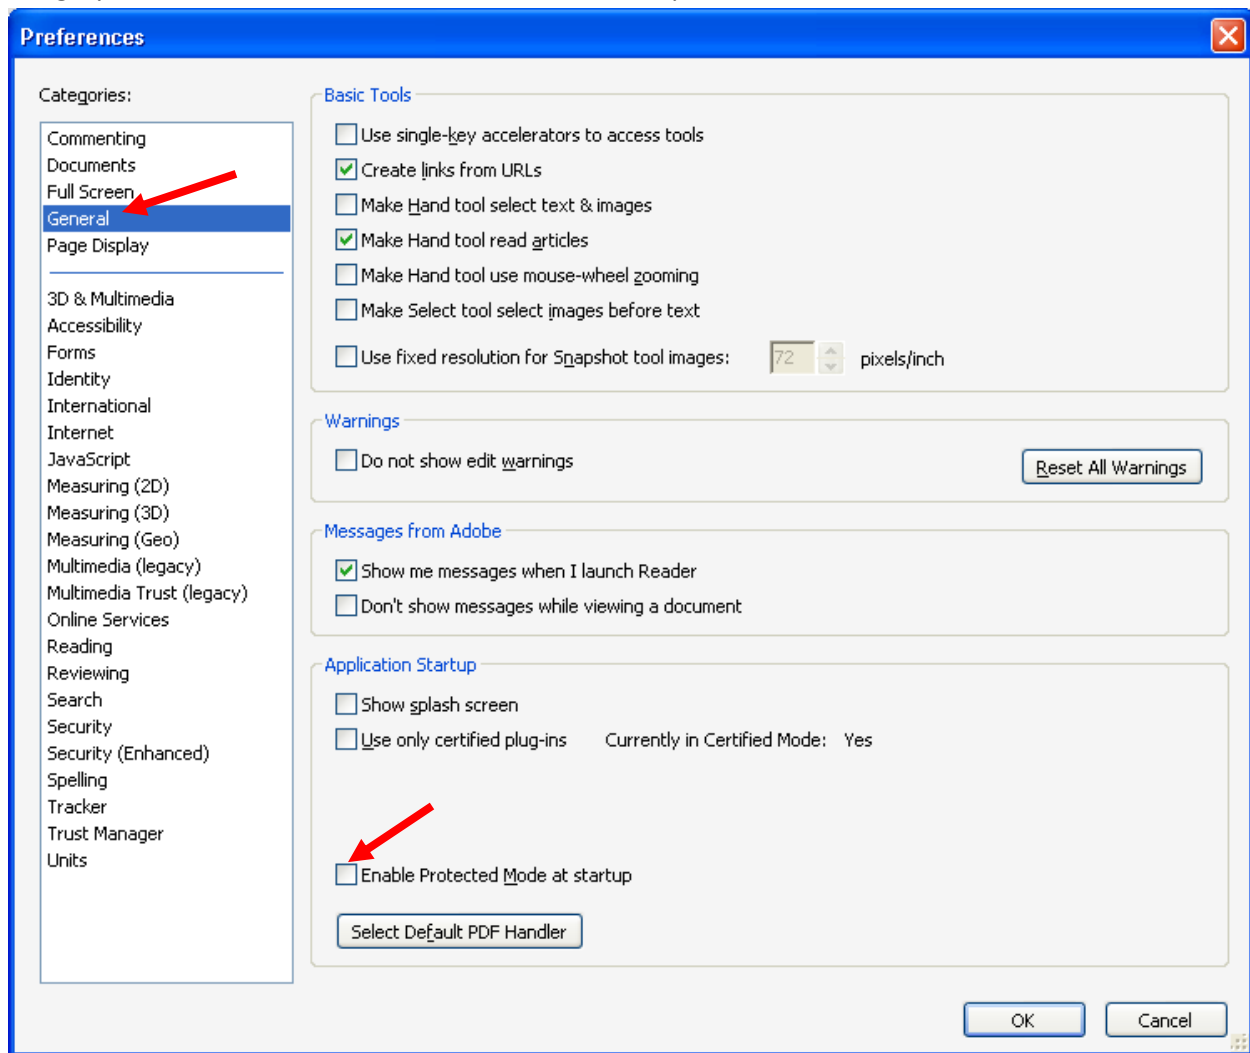 Preferences
Categories:
Commenting
Documents
Full Screen
General
Page Display
3D & Multimedia
Accessibility
Forms
Identity
International
Internet
JavaScript
Measuring (2D)
Measuring (3D)
Measuring (Geo)
Multimedia (legacy)
Multimedia Trust (legacy)
Online Services
Reading
Reviewing
Search
Security
Security (Enhanced)
Spelling
Tracker
Trust Manager
Units
Basic Tools
Use single-key accelerators to access tools
Create links from URLs
Make Hand tool select text & images
Make Hand tool read articles
Make Hand tool use mouse-wheel zooming
Make Select tool select images before text
Use fixed resolution for Snapshot tool images: 72 pixels/inch
Warnings
Do not show edit warnings
Reset All Warnings
Messages from Adobe
Show me messages when I launch Reader
Don't show messages while viewing a document
Application Startup
Show splash screen
Use only certified plug-ins Currently in Certified Mode: Yes
Enable Protected Mode at startup
Select Default PDF Handler
OK Cancel